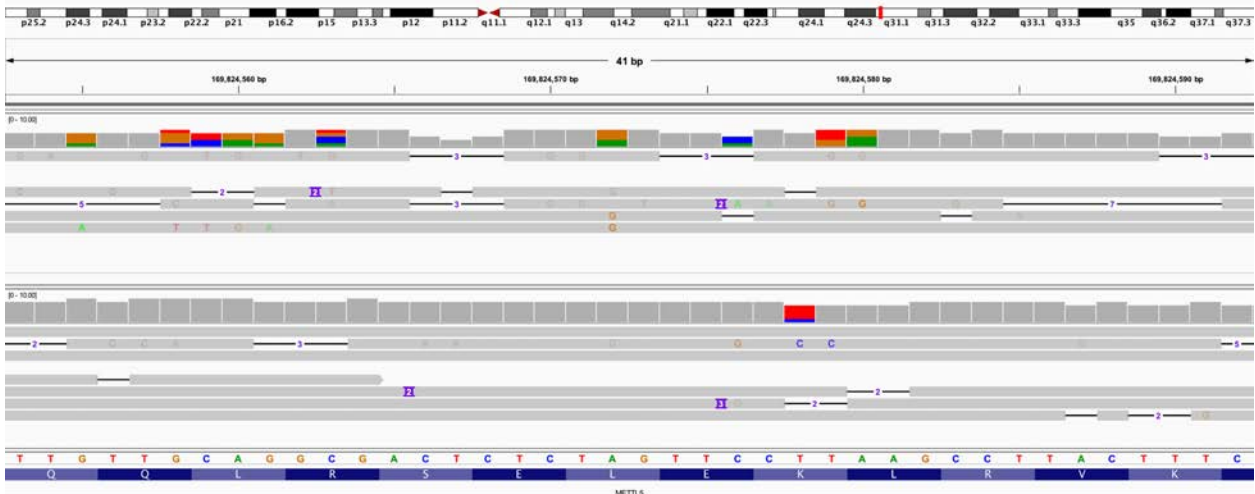 p25.2 p24.3 p24.1 p23.2 p22.2 p21 p16.2 p15 p13.3 p12 p11.2 q11.1 q12.1 q13 q14.2 q21.1 q22.1 q22.3 q24.1 q24.3 q31.1 q31.3 q32.2 q33.1 q33.3 q35 q36.2 q37.1 q37.3
41 bp
169,824,560 bp 169,824,570 bp 169,824,580 bp 169,824,590 bp
[0 - 10.00]
3 3 3
2 2 T
5 3 2 A A G G 7
G
A T T G A G
[0 - 10.00]
2 3 G C C 5
2 2
2 2
2 G
T T G T T G C A G G C G A C T C T C T A G T T C C T T A A G C C T T A C T T T C
Q Q L R S E L E K L R V K
METTL5